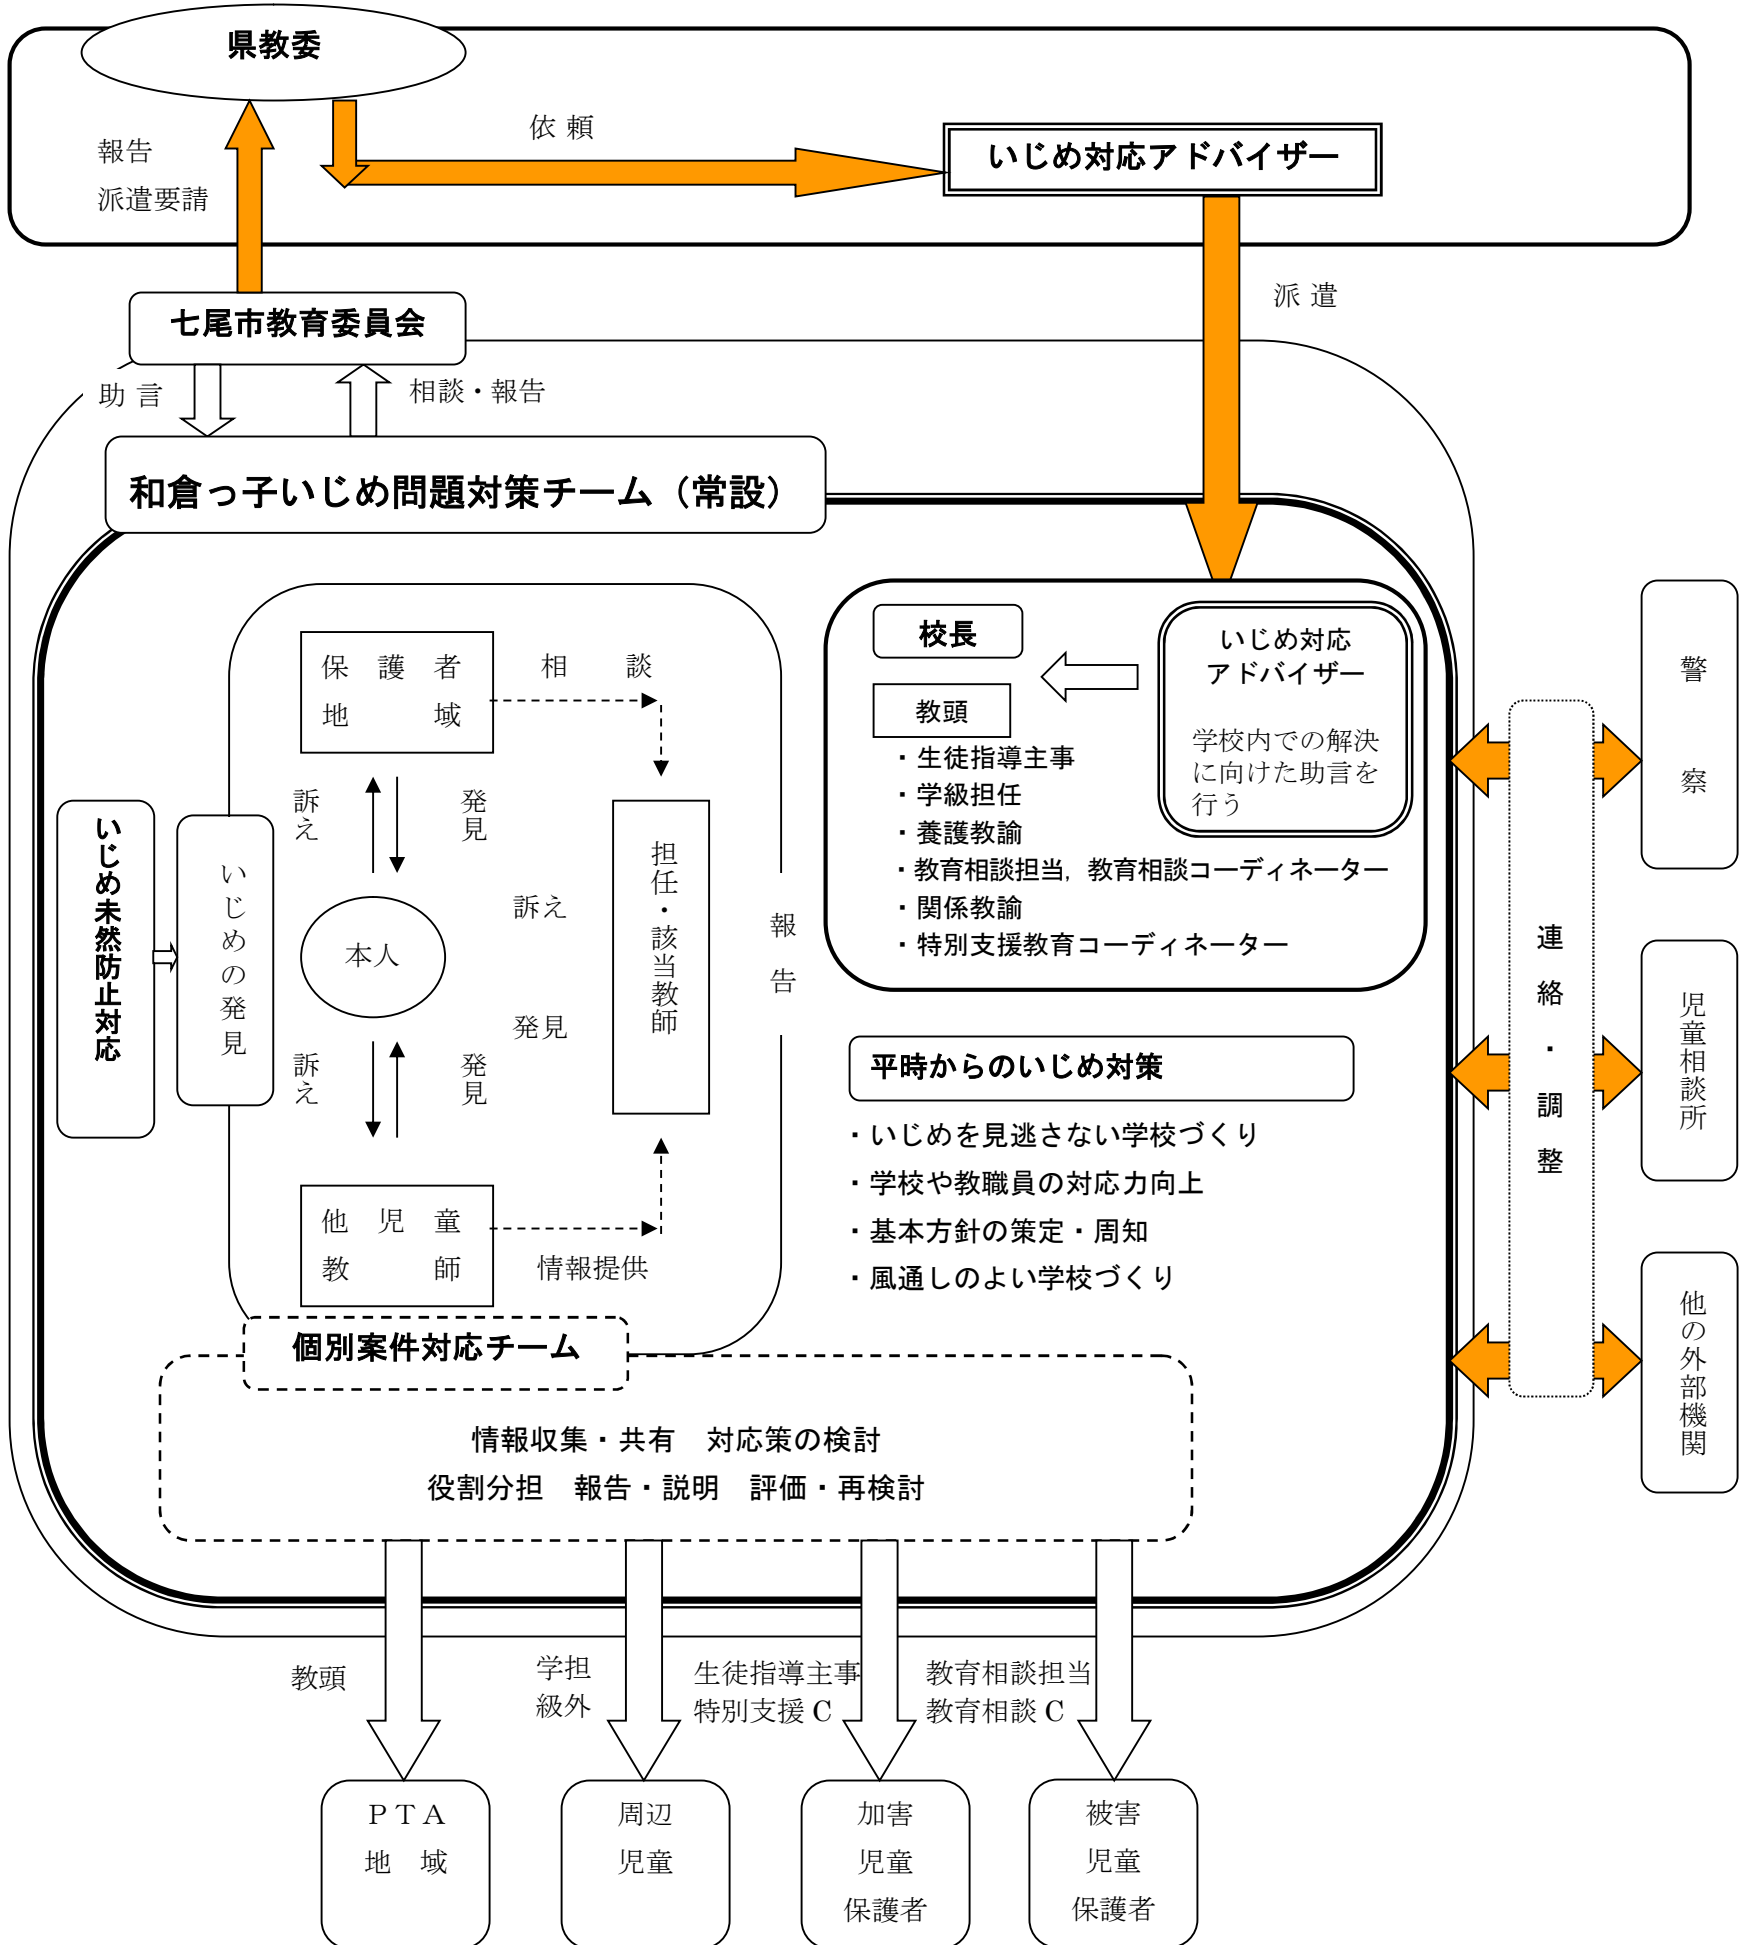 県教委
依 頼
報告
派遣要請
いじめ対応アドバイザー
派 遣
七尾市教育委員会
助 言
相談・報告
和倉っ子いじめ問題対策チーム（常設）
保 護 者
地 域
相 談
訴え
発見
いじめ未然防止対応
いじめの発見
本人
訴え
発見
担任・該当教師
報告
訴え
発見
他 児 童
教 師
情報提供
校長
教頭
・生徒指導主事
・学級担任
・養護教諭
・教育相談担当，教育相談コーディネーター
・関係教諭
・特別支援教育コーディネーター
いじめ対応
アドバイザー
学校内での解決
に向けた助言を
行う
平時からのいじめ対策
・いじめを見逃さない学校づくり
・学校や教職員の対応力向上
・基本方針の策定・周知
・風通しのよい学校づくり
連絡・調整
警察
児童相談所
他の外部機関
個別案件対応チーム
情報収集・共有　対応策の検討
役割分担　報告・説明　評価・再検討
教頭
学担
級外
生徒指導主事
特別支援 C
教育相談担当
教育相談 C
ＰＴＡ
地 域
周辺
児童
加害
児童
保護者
被害
児童
保護者